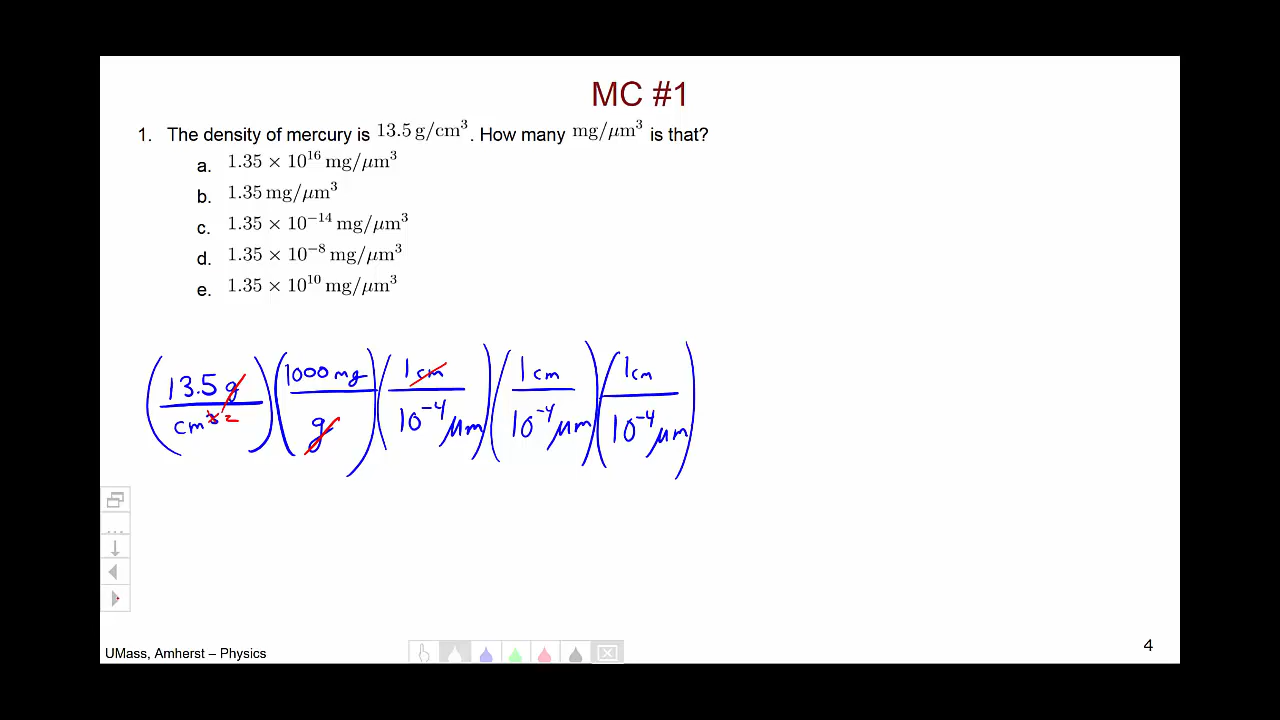 MC #1
1. The density of mercury is 13.5 g/cm³. How many mg/μm³ is that?
a. 1.35 × 10¹⁶ mg/μm³
b. 1.35 mg/μm³
c. 1.35 × 10⁻¹⁴ mg/μm³
d. 1.35 × 10⁻⁸ mg/μm³
e. 1.35 × 10¹⁰ mg/μm³
(13.5 g / cm³ ²) (1000 mg / g) (1 cm / 10⁻⁴ μm) (1 cm / 10⁻⁴ μm) (1 cm / 10⁻⁴ μm)
UMass, Amherst – Physics
4